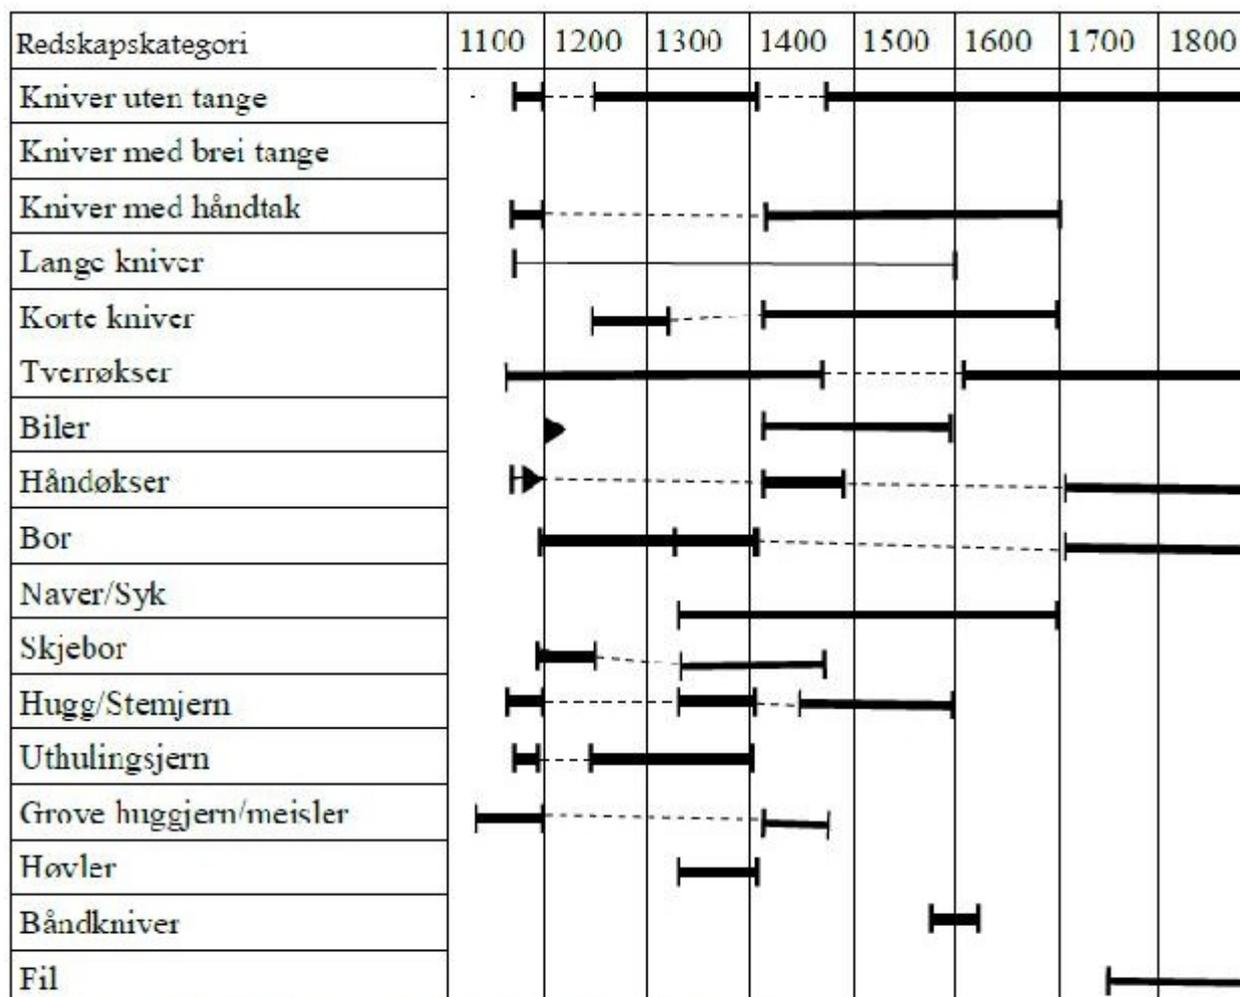 Redskapskategori 1100 1200 1300 1400 1500 1600 1700 1800
Kniver uten tange
Kniver med brei tange
Kniver med håndtak
Lange kniver
Korte kniver
Tverrøkser
Biler
Håndøkser
Bor
Naver/Syk
Skjebor
Hugg/Stemjern
Uthulingsjern
Grove huggjern/meisler
Høvler
Båndkniver
Fil